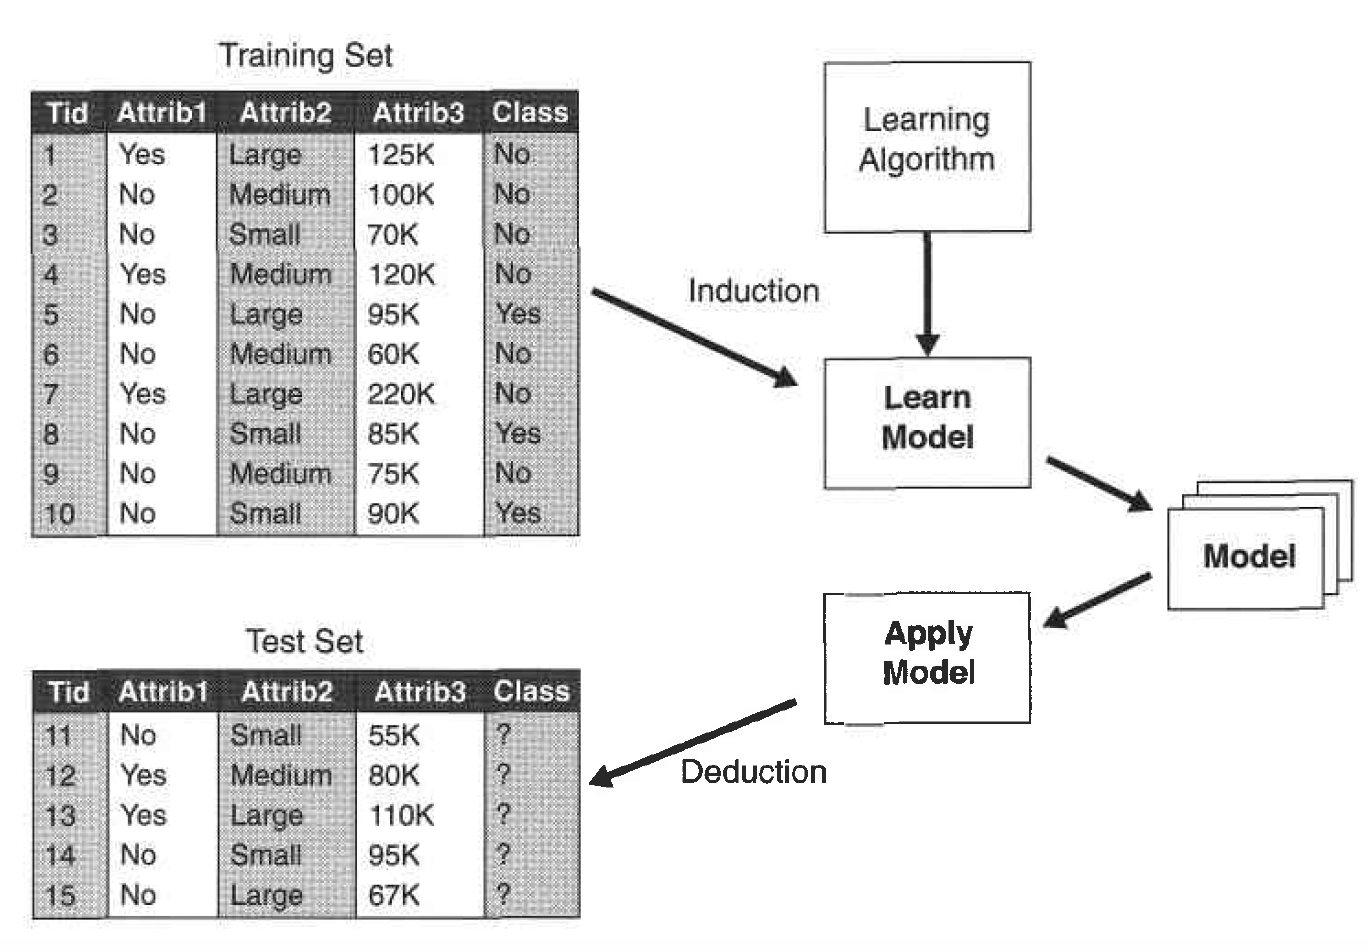 Training Set
Tid Attrib1 Attrib2 Attrib3 Class
1 Yes Large 125K No
2 No Medium 100K No
3 No Small 70K No
4 Yes Medium 120K No
5 No Large 95K Yes
6 No Medium 60K No
7 Yes Large 220K No
8 No Small 85K Yes
9 No Medium 75K No
10 No Small 90K Yes
Learning
Algorithm
Induction
Learn
Model
Model
Apply
Model
Deduction
Test Set
Tid Attrib1 Attrib2 Attrib3 Class
11 No Small 55K ?
12 Yes Medium 80K ?
13 Yes Large 110K ?
14 No Small 95K ?
15 No Large 67K ?